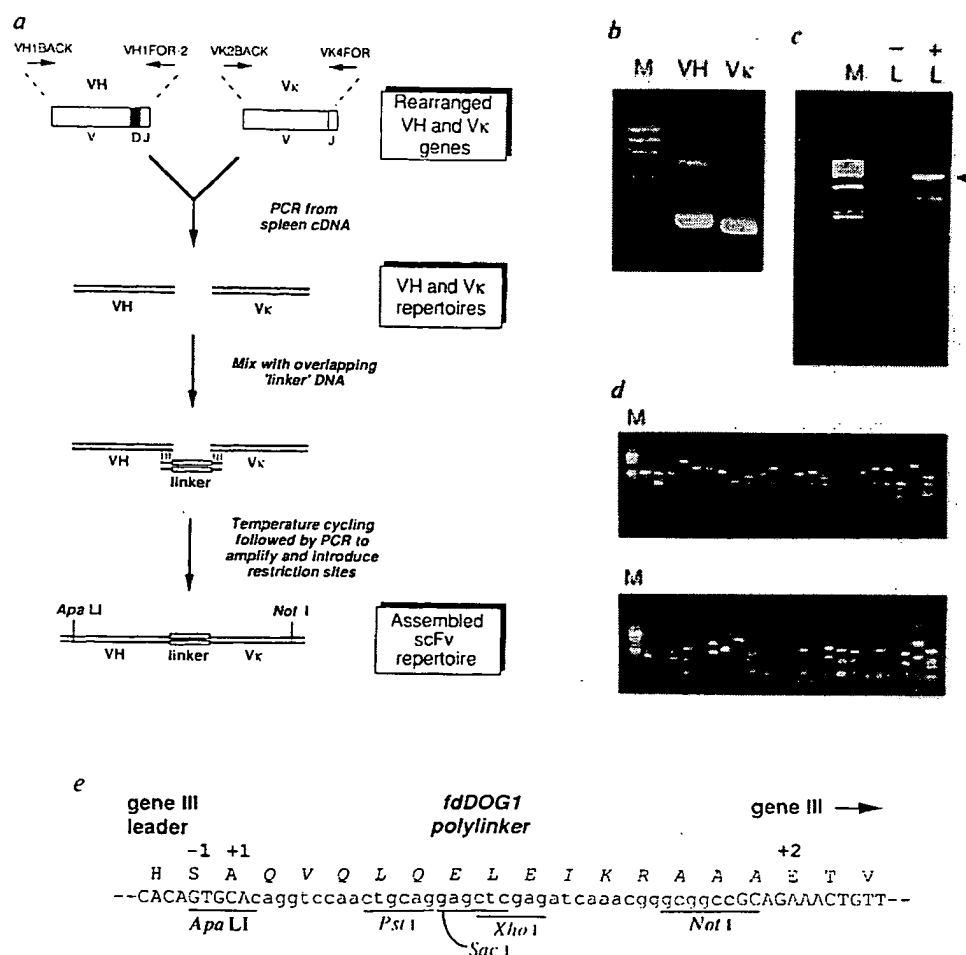 a
VH1BACK VH1FOR-2 VK2BACK VK4FOR
VH Vκ
V D J V J
Rearranged
VH and Vκ
genes
PCR from
spleen cDNA
VH Vκ
VH and Vκ
repertoires
Mix with overlapping
'linker' DNA
VH Vκ
linker
Temperature cycling
followed by PCR to
amplify and introduce
restriction sites
Apa LI Not I
VH linker Vκ
Assembled
scFv
repertoire
b
M VH Vκ
c
− +
M L L
d
M
M
e
gene III
leader
fdDOG1
polylinker
gene III
-1 +1 +2
H S A Q V Q L Q E L E I K R A A A E T V
--CACAGTGCAcaggtccaactgcaggagctcgagatcaaacgggcggccGCAGAAACTGTT--
Apa LI Pst I Xho I Not I
Sac I